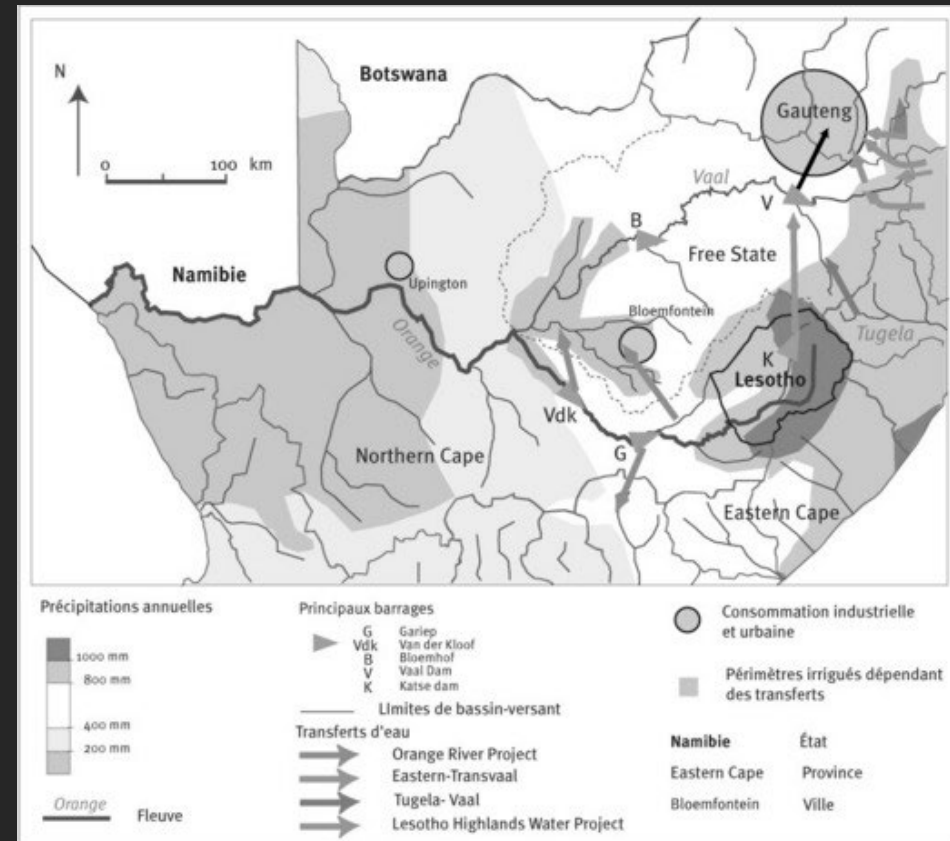 N
Botswana
Gauteng
0 100 km
Vaal
V
B
Namibie
Free State
Upington
Bloemfontein
Orange
Tugela
K
Lesotho
Vdk
Northern Cape
G
Eastern Cape
Précipitations annuelles
1000 mm
800 mm
400 mm
200 mm
Orange Fleuve
Principaux barrages
G Gariep
Vdk Van der Kloof
B Bloemhof
V Vaal Dam
K Katse dam
LImites de bassin-versant
Transferts d'eau
Orange River Project
Eastern-Transvaal
Tugela- Vaal
Lesotho Highlands Water Project
Consommation industrielle
et urbaine
Périmètres irrigués dépendant
des transferts
Namibie État
Eastern Cape Province
Bloemfontein Ville